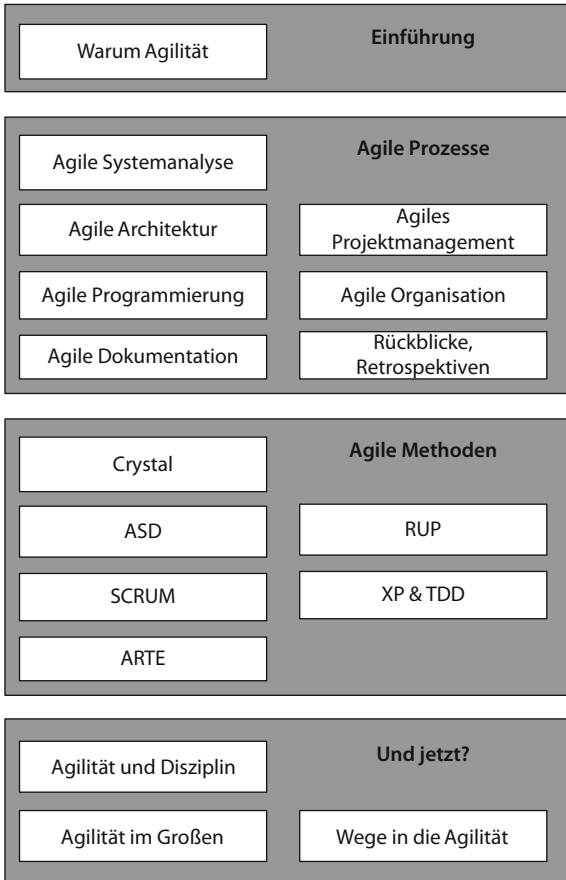 Einführung
Warum Agilität
Agile Prozesse
Agile Systemanalyse
Agile Architektur
Agiles
Projektmanagement
Agile Programmierung
Agile Organisation
Agile Dokumentation
Rückblicke,
Retrospektiven
Agile Methoden
Crystal
ASD
RUP
SCRUM
XP & TDD
ARTE
Und jetzt?
Agilität und Disziplin
Agilität im Großen
Wege in die Agilität